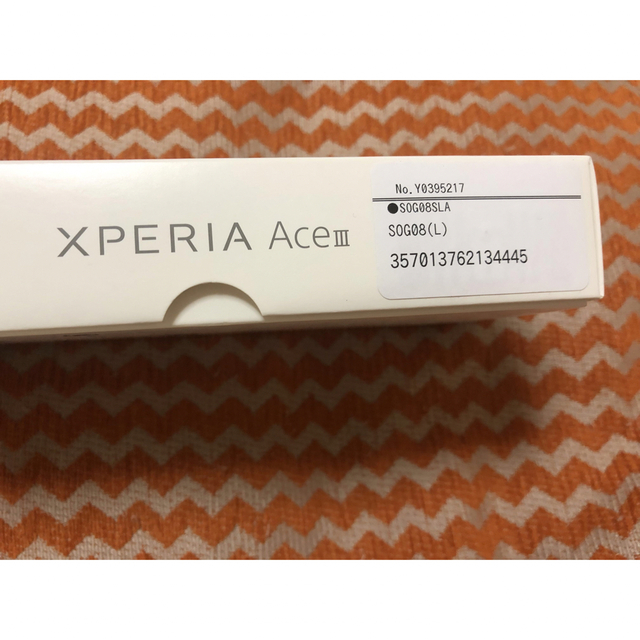 XPERIA Ace Ⅲ
No.Y0395217
●SOG08SLA
SOG08(L)
357013762134445